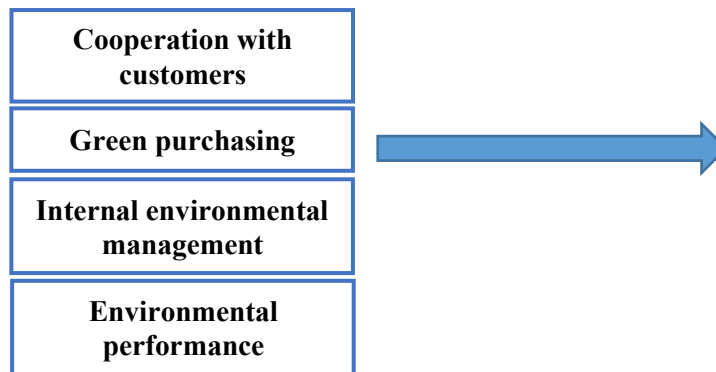 Cooperation with
customers
Green purchasing
Internal environmental
management
Environmental
performance